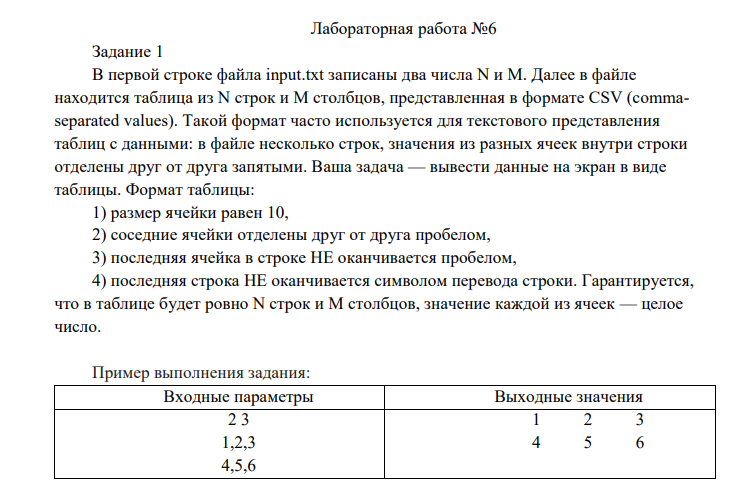 Лабораторная работа №6
Задание 1
В первой строке файла input.txt записаны два числа N и M. Далее в файле
находится таблица из N строк и M столбцов, представленная в формате CSV (comma-
separated values). Такой формат часто используется для текстового представления
таблиц с данными: в файле несколько строк, значения из разных ячеек внутри строки
отделены друг от друга запятыми. Ваша задача — вывести данные на экран в виде
таблицы. Формат таблицы:
1) размер ячейки равен 10,
2) соседние ячейки отделены друг от друга пробелом,
3) последняя ячейка в строке НЕ оканчивается пробелом,
4) последняя строка НЕ оканчивается символом перевода строки. Гарантируется,
что в таблице будет ровно N строк и M столбцов, значение каждой из ячеек — целое
число.
Пример выполнения задания:
Входные параметры Выходные значения
2 3 1 2 3
1,2,3 4 5 6
4,5,6